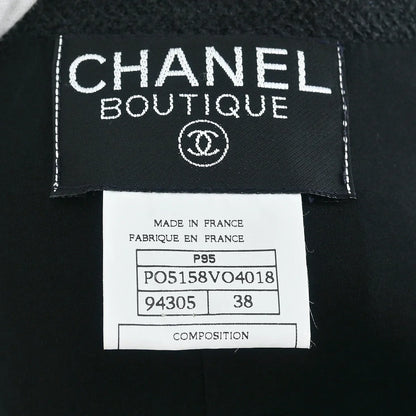 CHANEL
BOUTIQUE
MADE IN FRANCE
FABRIQUE EN FRANCE
P95
PO5158VO4018
94305 38
COMPOSITION